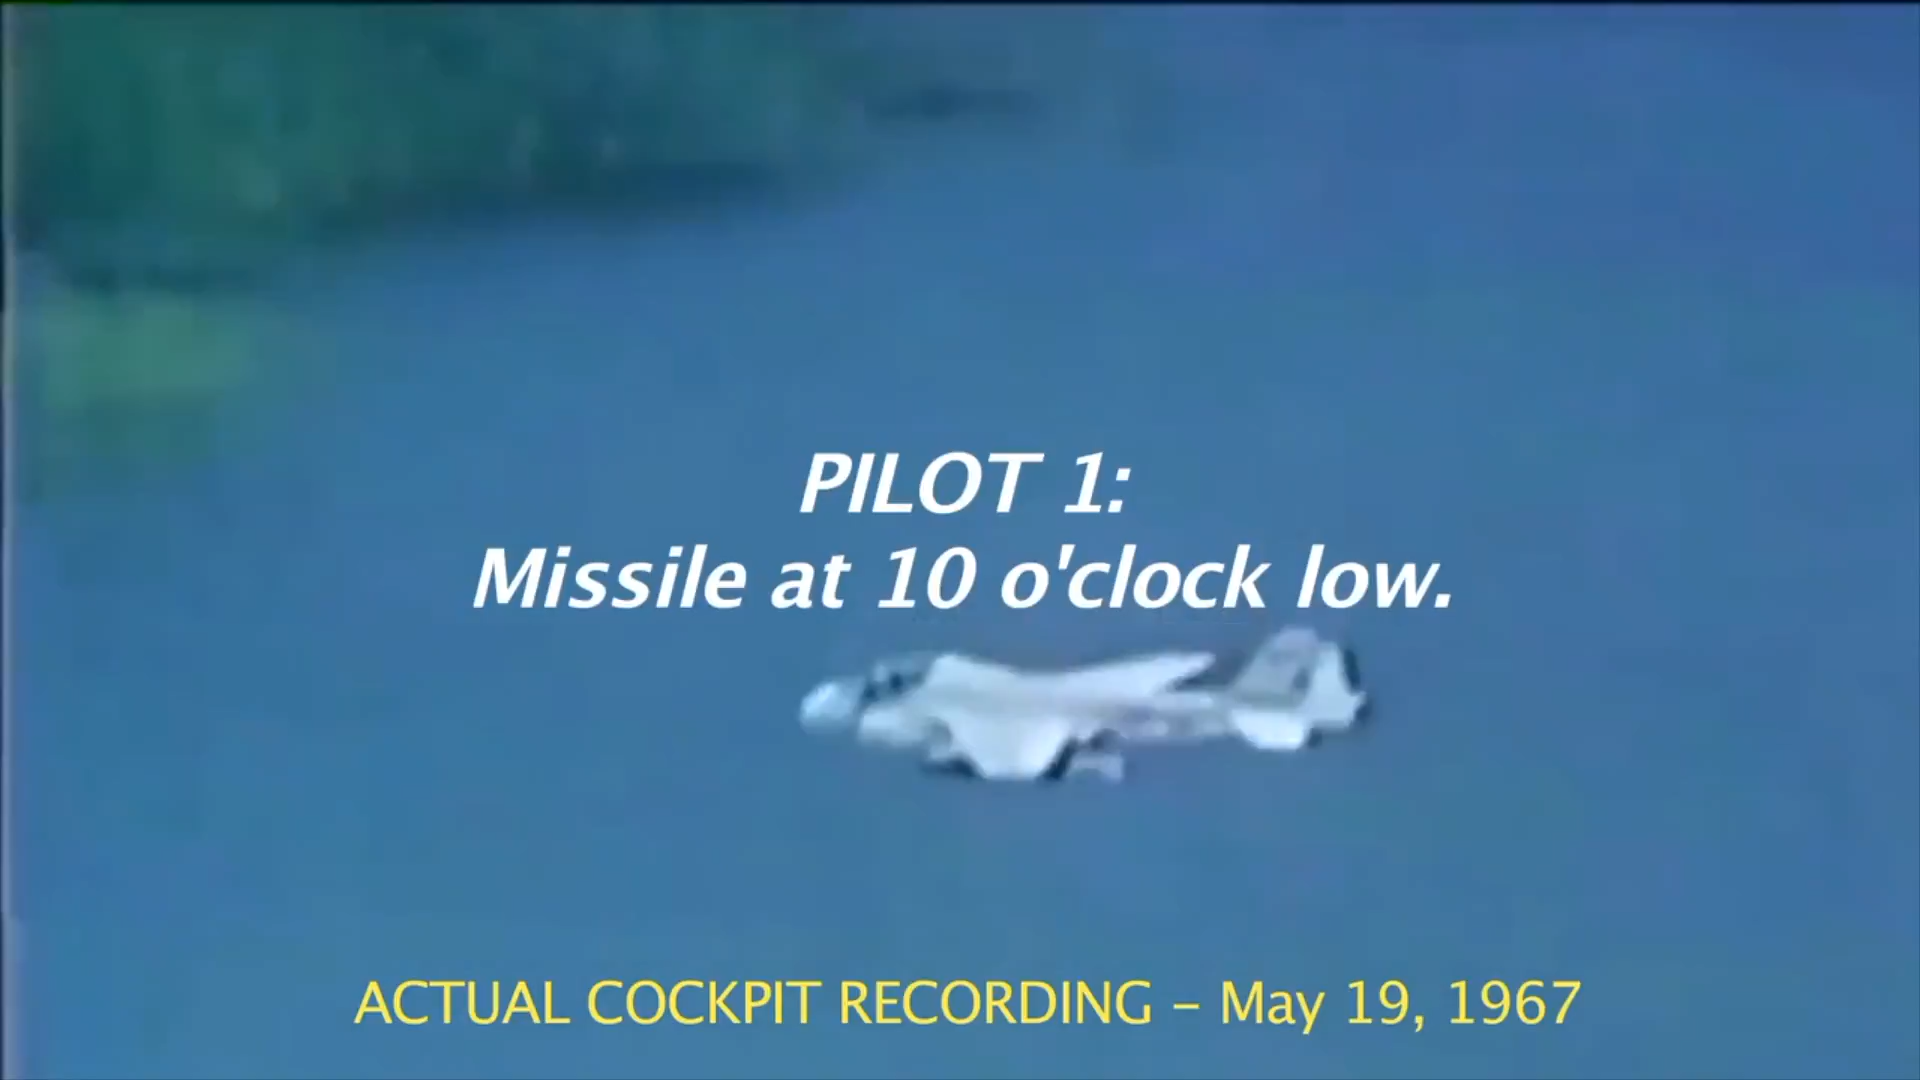 PILOT 1:
Missile at 10 o'clock low.
ACTUAL COCKPIT RECORDING – May 19, 1967